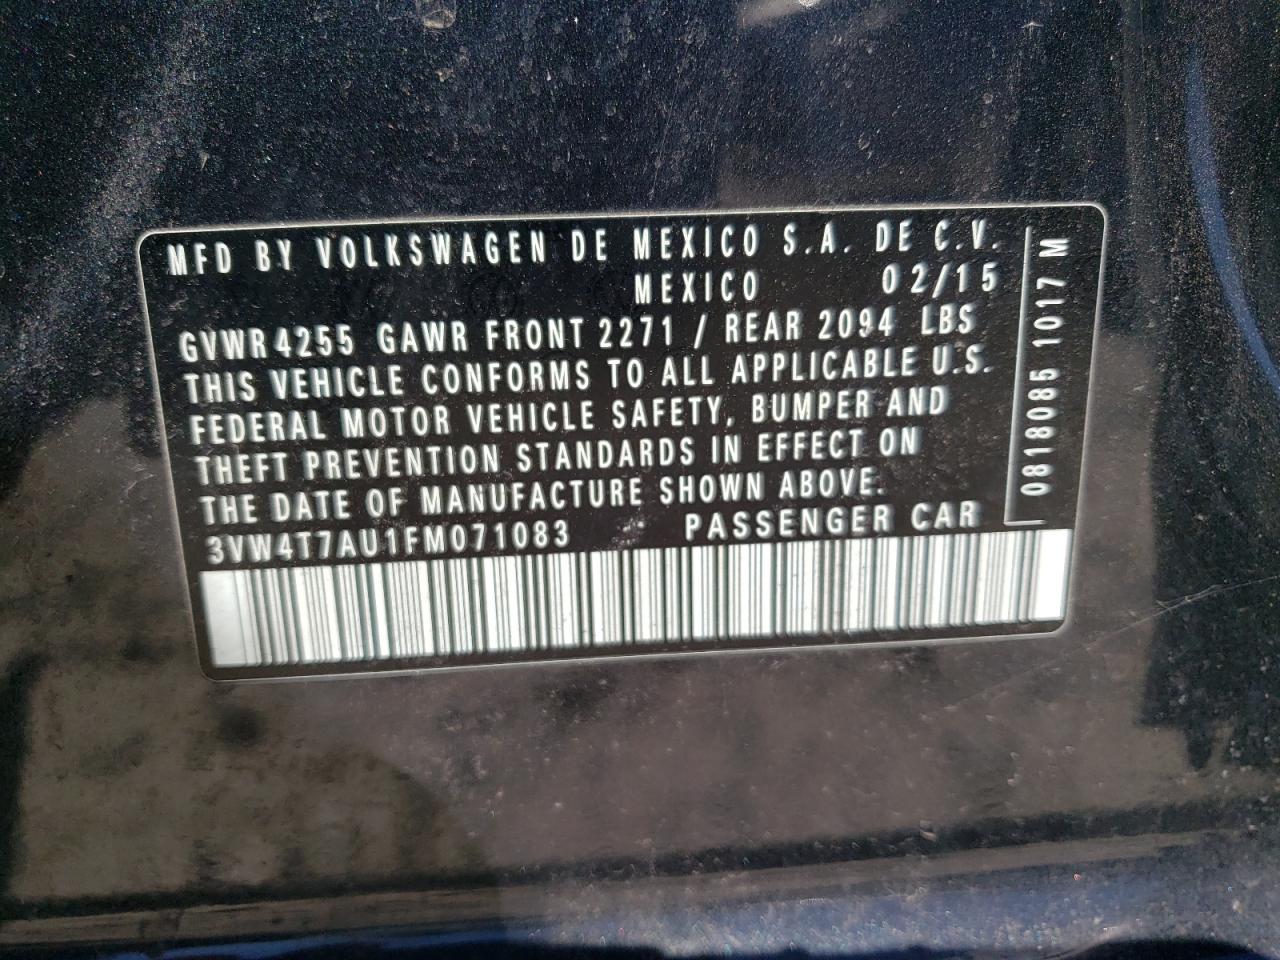 MFD BY VOLKSWAGEN DE MEXICO S.A. DE C.V.
MEXICO 02/15
GVWR 4255 GAWR FRONT 2271 / REAR 2094 LBS
THIS VEHICLE CONFORMS TO ALL APPLICABLE U.S.
FEDERAL MOTOR VEHICLE SAFETY, BUMPER AND
THEFT PREVENTION STANDARDS IN EFFECT ON
THE DATE OF MANUFACTURE SHOWN ABOVE.
3VW4T7AU1FM071083 PASSENGER CAR
0818085 1017 M